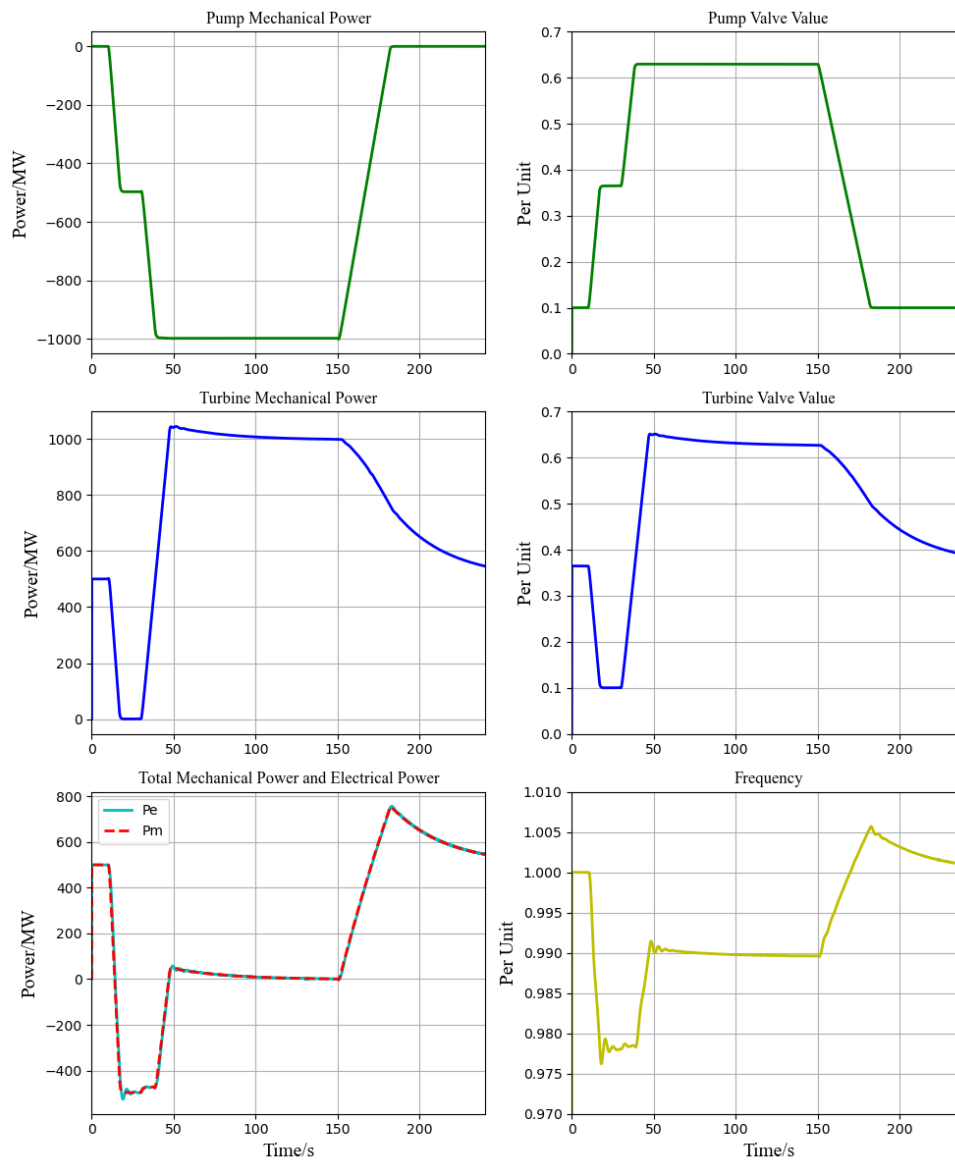 Pump Mechanical Power
Power/MW
0
−200
−400
−600
−800
−1000
0 50 100 150 200
Pump Valve Value
Per Unit
0.7
0.6
0.5
0.4
0.3
0.2
0.1
0.0
0 50 100 150 200
Turbine Mechanical Power
Power/MW
1000
800
600
400
200
0
0 50 100 150 200
Turbine Valve Value
Per Unit
0.7
0.6
0.5
0.4
0.3
0.2
0.1
0.0
0 50 100 150 200
Total Mechanical Power and Electrical Power
Power/MW
800
600
400
200
0
−200
−400
Pe
Pm
0 50 100 150 200
Time/s
Frequency
Per Unit
1.010
1.005
1.000
0.995
0.990
0.985
0.980
0.975
0.970
0 50 100 150 200
Time/s